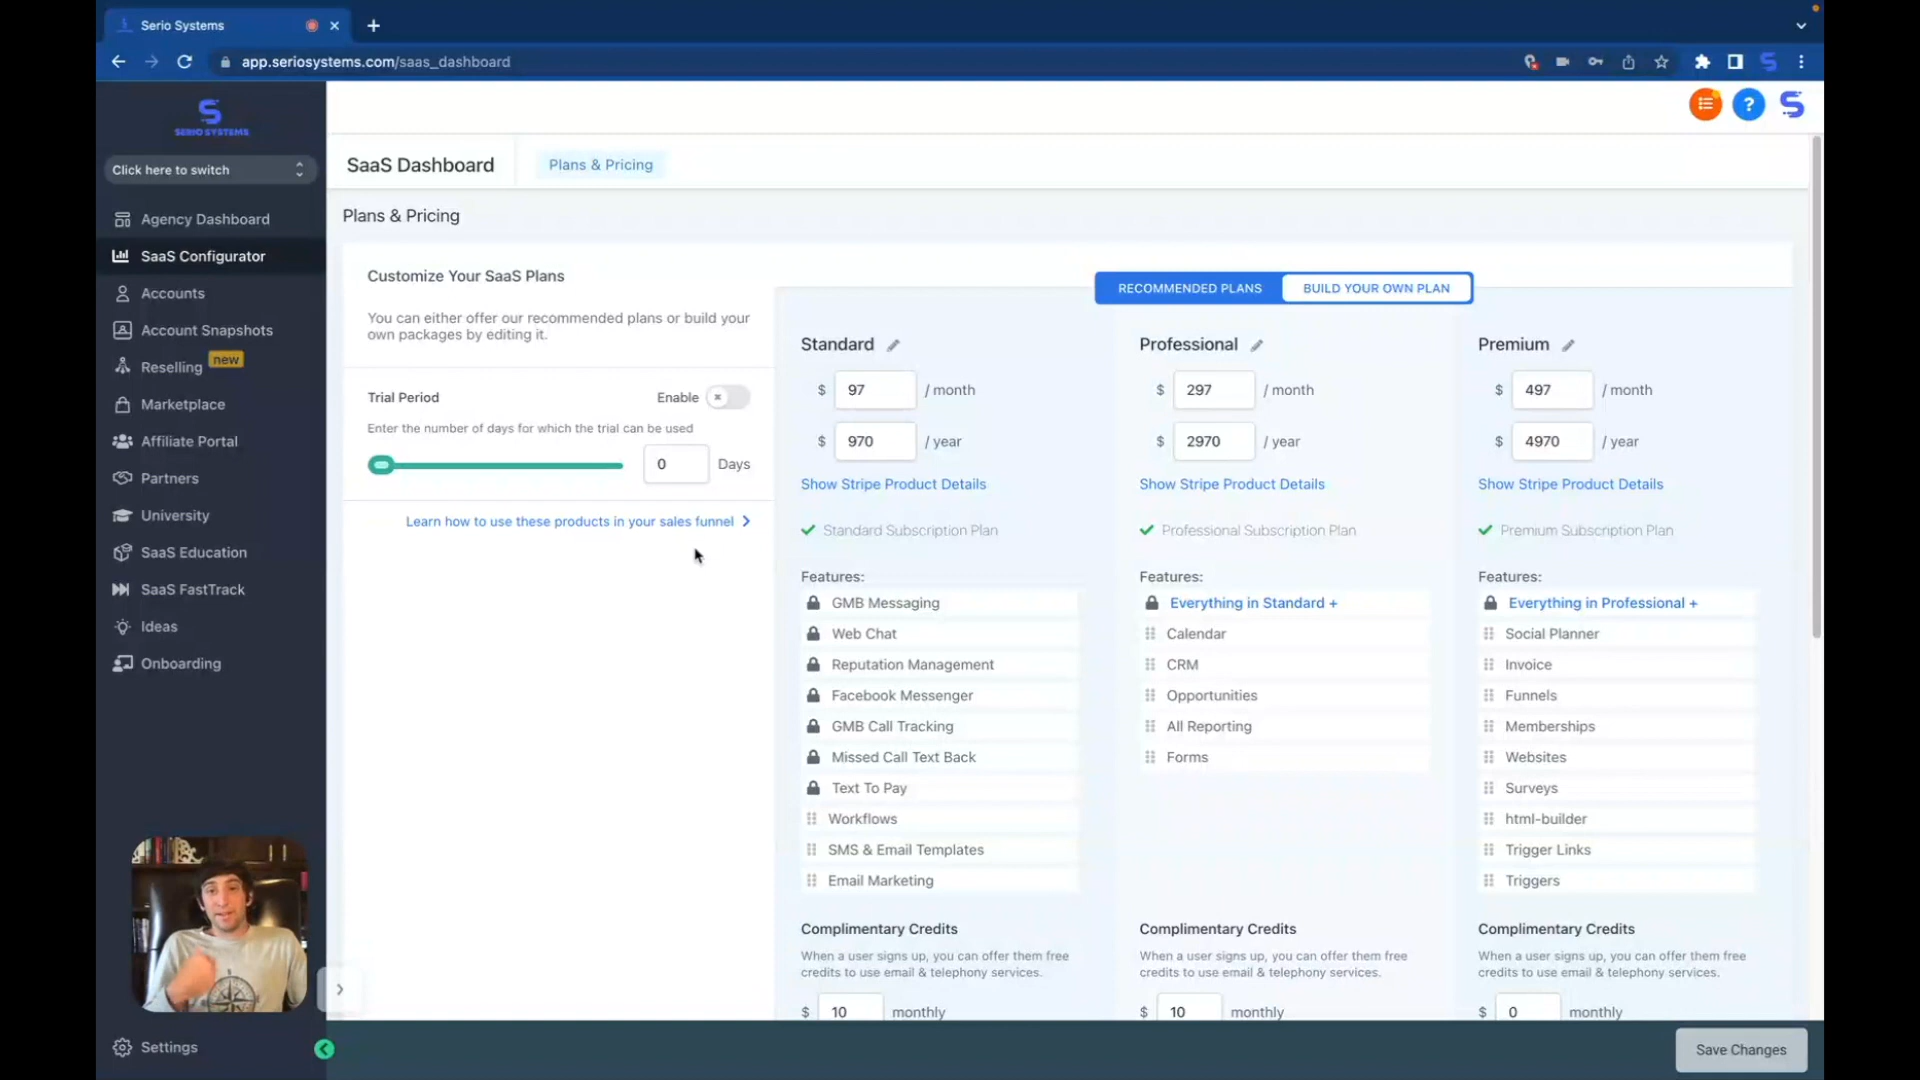 Serio Systems
app.seriosystems.com/saas_dashboard
SERIO SYSTEMS
Click here to switch
Agency Dashboard
SaaS Configurator
Accounts
Account Snapshots
Reselling new
Marketplace
Affiliate Portal
Partners
University
SaaS Education
SaaS FastTrack
Ideas
Onboarding
Settings
SaaS Dashboard
Plans & Pricing
Plans & Pricing
Customize Your SaaS Plans
You can either offer our recommended plans or build your
own packages by editing it.
Trial Period
Enable
Enter the number of days for which the trial can be used
0 Days
Learn how to use these products in your sales funnel
RECOMMENDED PLANS
BUILD YOUR OWN PLAN
Standard
$ 97 / month
$ 970 / year
Show Stripe Product Details
Standard Subscription Plan
Features:
GMB Messaging
Web Chat
Reputation Management
Facebook Messenger
GMB Call Tracking
Missed Call Text Back
Text To Pay
Workflows
SMS & Email Templates
Email Marketing
Complimentary Credits
When a user signs up, you can offer them free
credits to use email & telephony services.
$ 10 monthly
Professional
$ 297 / month
$ 2970 / year
Show Stripe Product Details
Professional Subscription Plan
Features:
Everything in Standard +
Calendar
CRM
Opportunities
All Reporting
Forms
Complimentary Credits
When a user signs up, you can offer them free
credits to use email & telephony services.
$ 10 monthly
Premium
$ 497 / month
$ 4970 / year
Show Stripe Product Details
Premium Subscription Plan
Features:
Everything in Professional +
Social Planner
Invoice
Funnels
Memberships
Websites
Surveys
html-builder
Trigger Links
Triggers
Complimentary Credits
When a user signs up, you can offer them free
credits to use email & telephony services.
$ 0 monthly
Save Changes